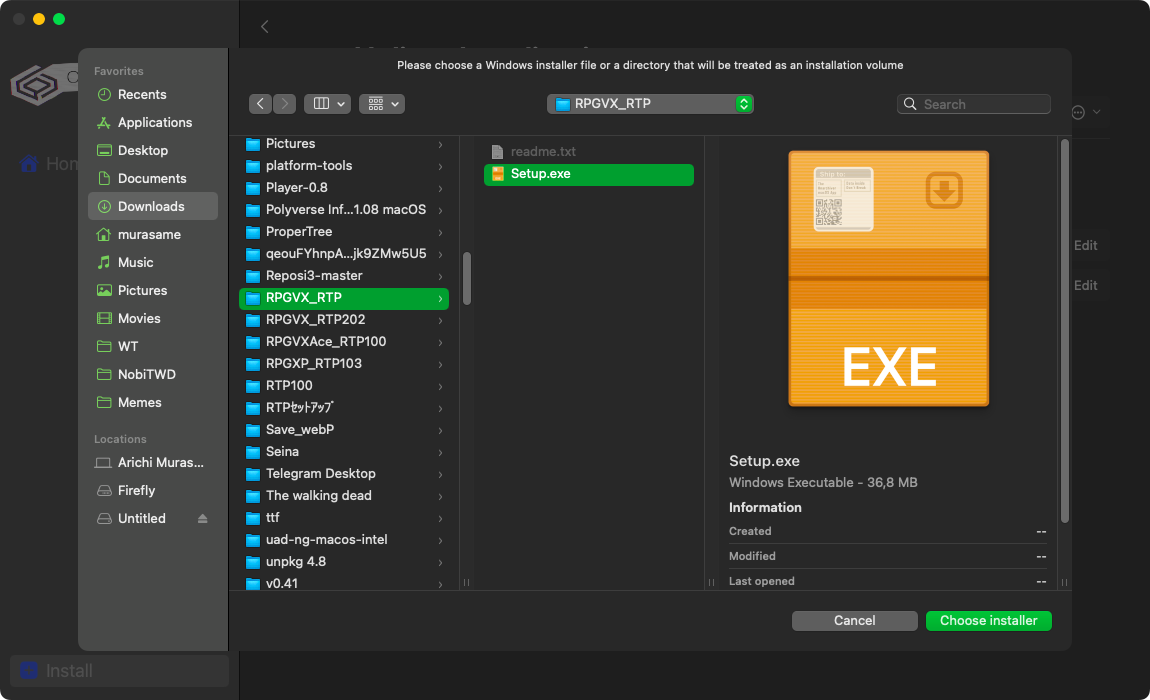 Please choose a Windows installer file or a directory that will be treated as an installation volume
Favorites
Recents
Applications
Desktop
Documents
Downloads
murasame
Music
Pictures
Movies
WT
NobiTWD
Memes
Locations
Arichi Muras...
Firefly
Untitled
RPGVX_RTP
Search
Pictures
platform-tools
Player-0.8
Polyverse Inf...1.08 macOS
ProperTree
qeouFYhnpA...jk9ZMw5U5
Reposi3-master
RPGVX_RTP
RPGVX_RTP202
RPGVXAce_RTP100
RPGXP_RTP103
RTP100
RTPｾｯﾄｱｯﾌﾟ
Save_webP
Seina
Telegram Desktop
The walking dead
ttf
uad-ng-macos-intel
unpkg 4.8
v0.41
readme.txt
Setup.exe
Ship to:
EXE
Setup.exe
Windows Executable - 36,8 MB
Information
Created --
Modified --
Last opened --
Cancel
Choose installer
Hom
Edit
Edit
Install